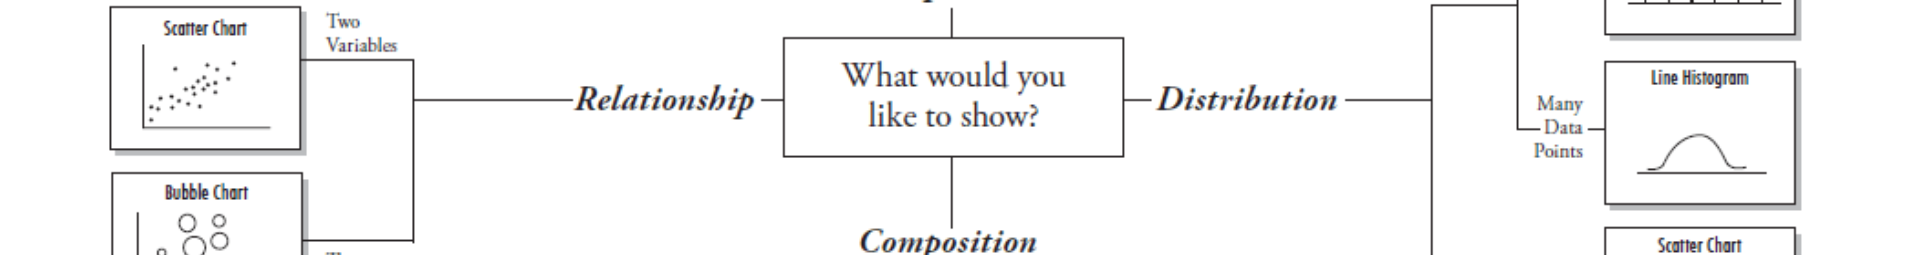 Scatter Chart
Two
Variables
Relationship
What would you
like to show?
Distribution
Line Histogram
Many
Data
Points
Bubble Chart
Composition
Scatter Chart